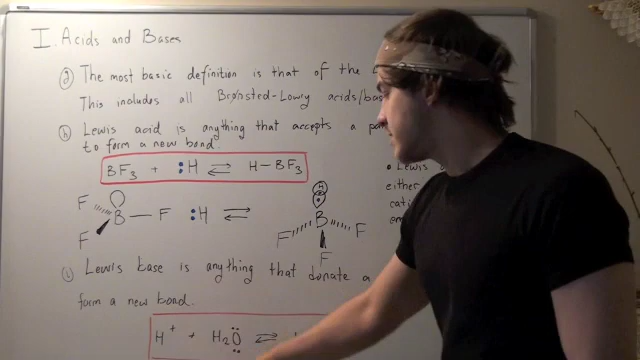 I. Acids and Bases
(g) The most basic definition is that of the L
This includes all Brønsted-Lowry acids/bas
(h) Lewis acid is anything that accepts a pa
to form a new bond
BF3 + :H ⇌ H—BF3
• Lewis
either
cati
F
B — F :H ⇌
F
H
B
F F
F
(i) Lewis base is anything that donate a
form a new bond.
H+ + H2O ⇌